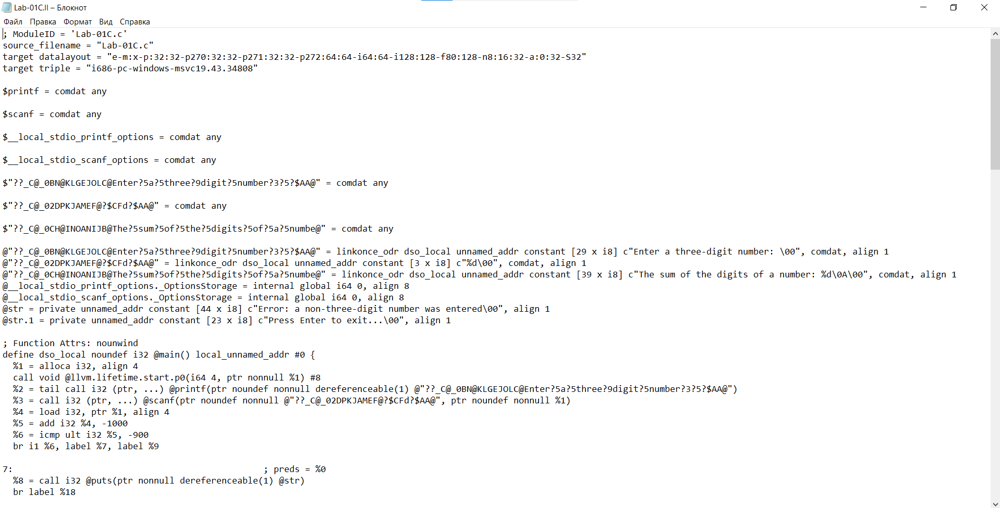 Lab-01C.ll – Блокнот
Файл Правка Формат Вид Справка
; ModuleID = 'Lab-01C.c'
source_filename = "Lab-01C.c"
target datalayout = "e-m:x-p:32:32-p270:32:32-p271:32:32-p272:64:64-i64:64-i128:128-f80:128-n8:16:32-a:0:32-S32"
target triple = "i686-pc-windows-msvc19.43.34808"
$printf = comdat any
$scanf = comdat any
$__local_stdio_printf_options = comdat any
$__local_stdio_scanf_options = comdat any
$"??_C@_0BN@KLGEJOLC@Enter?5a?5three?9digit?5number?3?5?$AA@" = comdat any
$"??_C@_02DPKJAMEF@?$CFd?$AA@" = comdat any
$"??_C@_0CH@INOANIJB@The?5sum?5of?5the?5digits?5of?5a?5numbe@" = comdat any
@"??_C@_0BN@KLGEJOLC@Enter?5a?5three?9digit?5number?3?5?$AA@" = linkonce_odr dso_local unnamed_addr constant [29 x i8] c"Enter a three-digit number: \00", comdat, align 1
@"??_C@_02DPKJAMEF@?$CFd?$AA@" = linkonce_odr dso_local unnamed_addr constant [3 x i8] c"%d\00", comdat, align 1
@"??_C@_0CH@INOANIJB@The?5sum?5of?5the?5digits?5of?5a?5numbe@" = linkonce_odr dso_local unnamed_addr constant [39 x i8] c"The sum of the digits of a number: %d\0A\00", comdat, align 1
@__local_stdio_printf_options._OptionsStorage = internal global i64 0, align 8
@__local_stdio_scanf_options._OptionsStorage = internal global i64 0, align 8
@str = private unnamed_addr constant [44 x i8] c"Error: a non-three-digit number was entered\00", align 1
@str.1 = private unnamed_addr constant [23 x i8] c"Press Enter to exit...\00", align 1
; Function Attrs: nounwind
define dso_local noundef i32 @main() local_unnamed_addr #0 {
%1 = alloca i32, align 4
call void @llvm.lifetime.start.p0(i64 4, ptr nonnull %1) #8
%2 = tail call i32 (ptr, ...) @printf(ptr noundef nonnull dereferenceable(1) @"??_C@_0BN@KLGEJOLC@Enter?5a?5three?9digit?5number?3?5?$AA@")
%3 = call i32 (ptr, ...) @scanf(ptr noundef nonnull @"??_C@_02DPKJAMEF@?$CFd?$AA@", ptr noundef nonnull %1)
%4 = load i32, ptr %1, align 4
%5 = add i32 %4, -1000
%6 = icmp ult i32 %5, -900
br i1 %6, label %7, label %9
7: ; preds = %0
%8 = call i32 @puts(ptr nonnull dereferenceable(1) @str)
br label %18